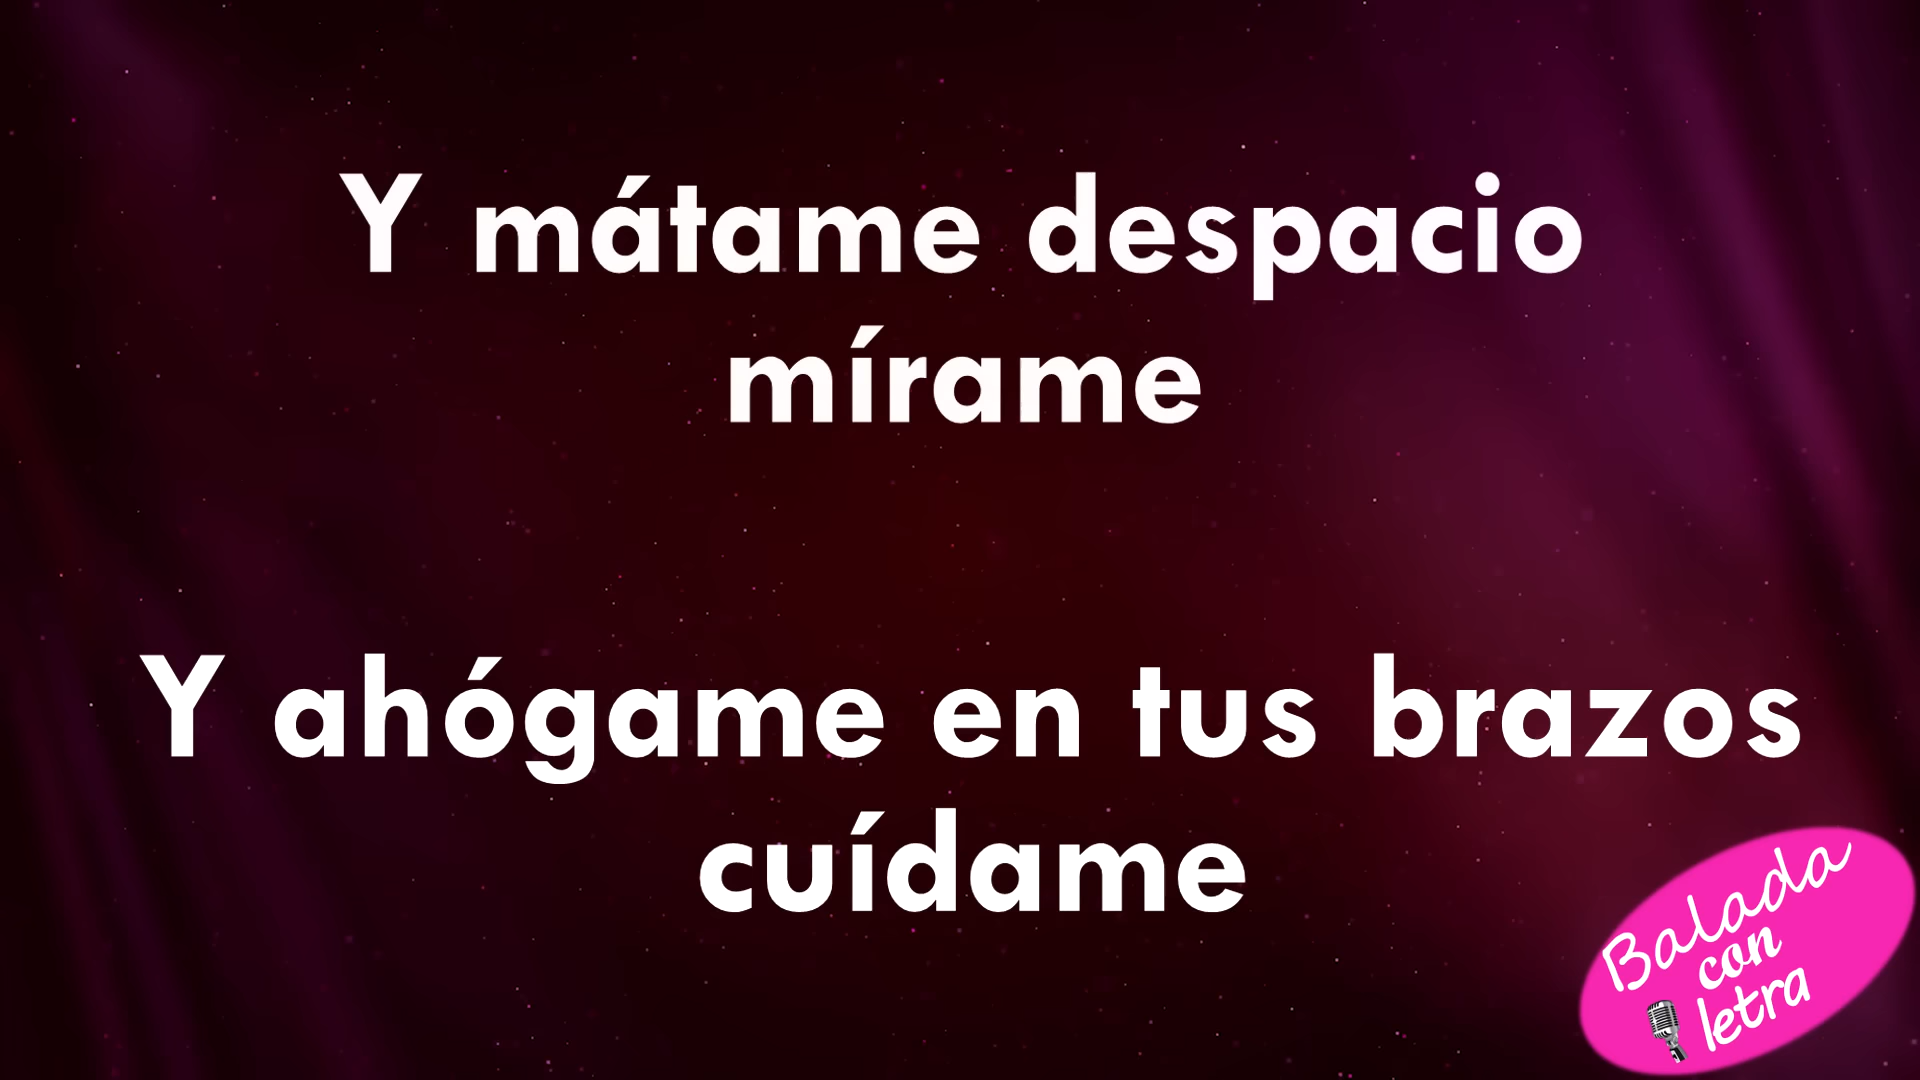 Y mátame despacio
mírame
Y ahógame en tus brazos
cuídame
Balada
con
letra